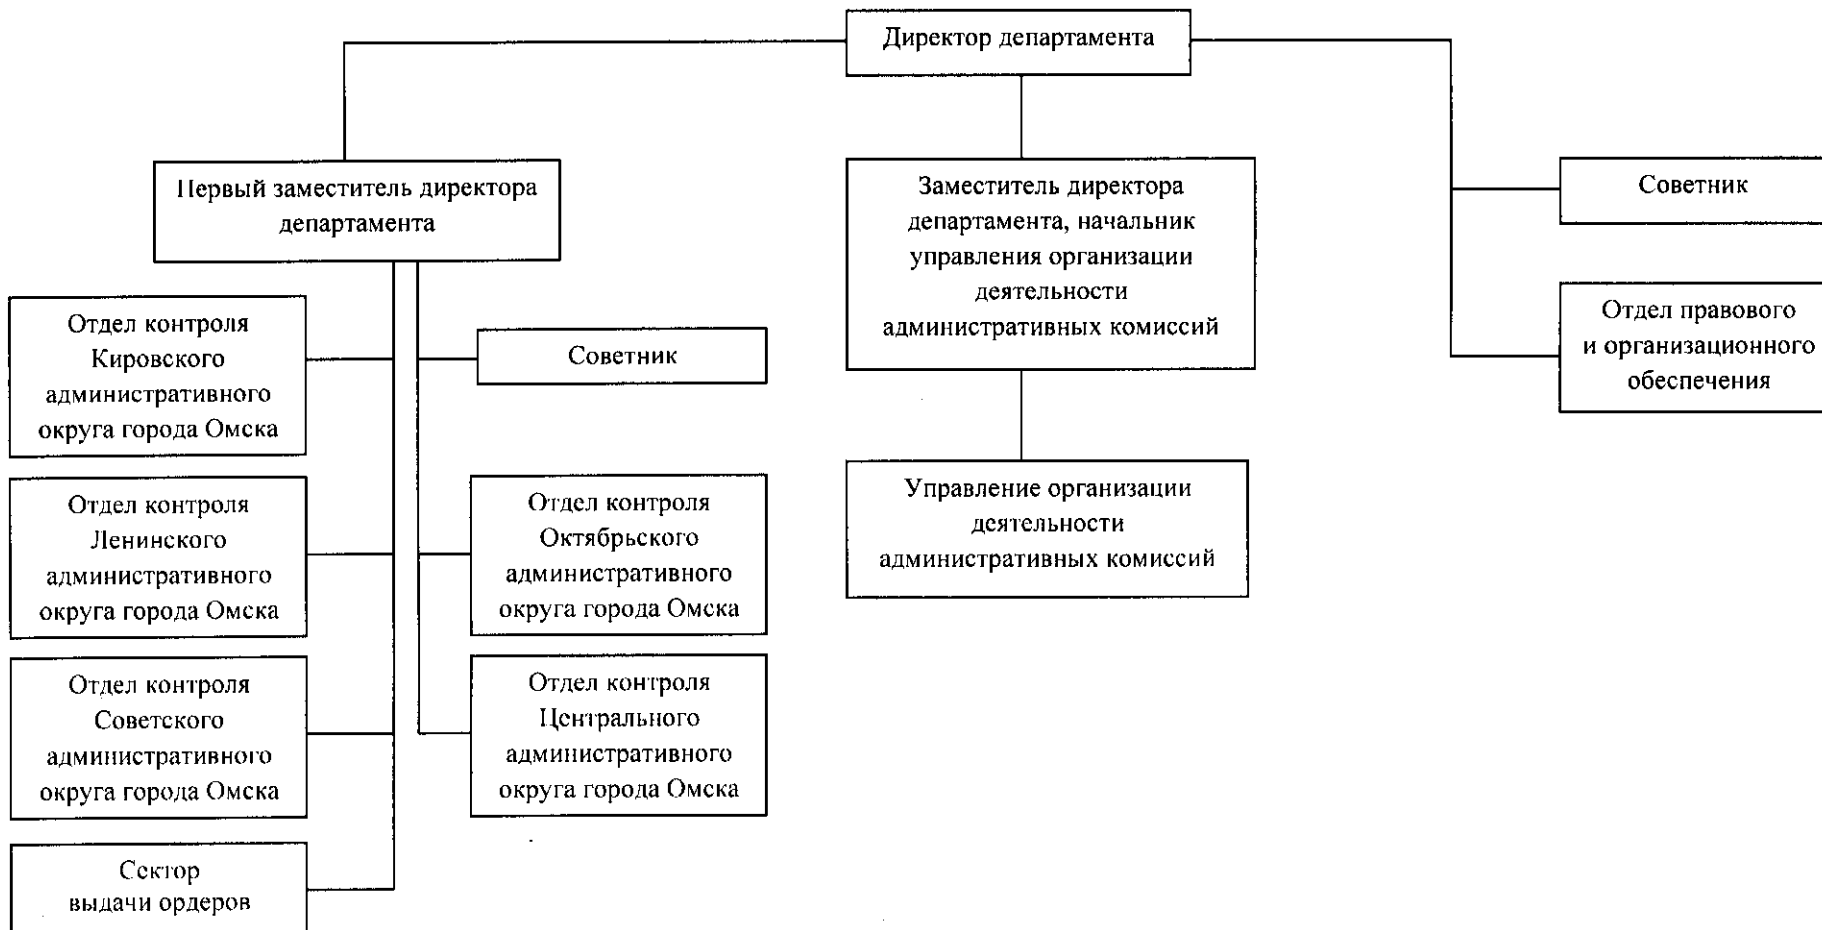 Директор департамента
Первый заместитель директора
департамента
Заместитель директора
департамента, начальник
управления организации
деятельности
административных комиссий
Советник
Отдел правового
и организационного
обеспечения
Отдел контроля
Кировского
административного
округа города Омска
Советник
Отдел контроля
Ленинского
административного
округа города Омска
Отдел контроля
Октябрьского
административного
округа города Омска
Управление организации
деятельности
административных комиссий
Отдел контроля
Советского
административного
округа города Омска
Отдел контроля
Центрального
административного
округа города Омска
Сектор
выдачи ордеров